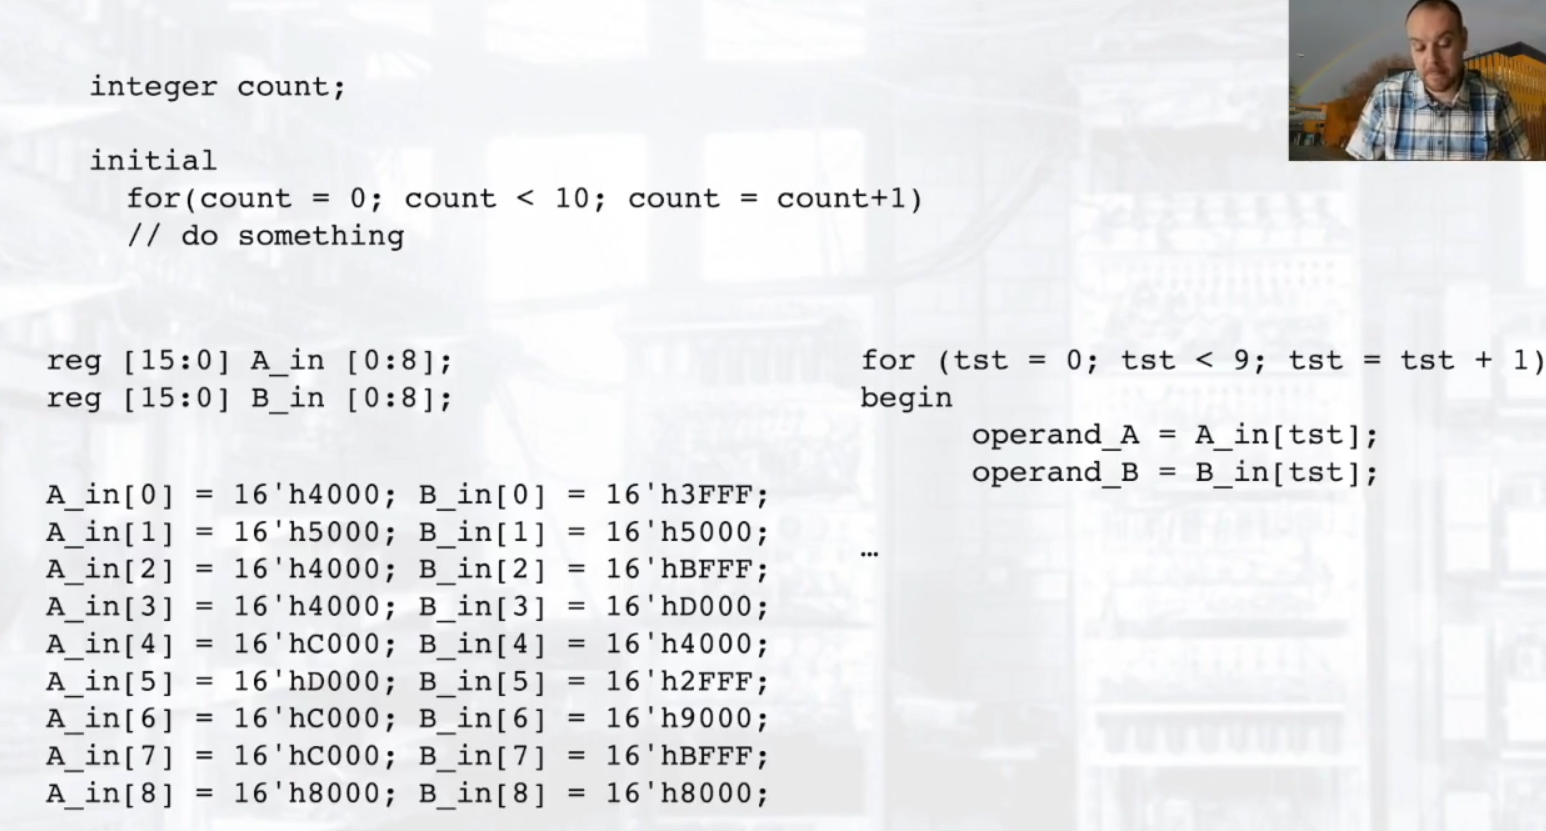 integer count;
initial
for(count = 0; count < 10; count = count+1)
// do something
reg [15:0] A_in [0:8];
reg [15:0] B_in [0:8];
A_in[0] = 16'h4000; B_in[0] = 16'h3FFF;
A_in[1] = 16'h5000; B_in[1] = 16'h5000;
A_in[2] = 16'h4000; B_in[2] = 16'hBFFF;
A_in[3] = 16'h4000; B_in[3] = 16'hD000;
A_in[4] = 16'hC000; B_in[4] = 16'h4000;
A_in[5] = 16'hD000; B_in[5] = 16'h2FFF;
A_in[6] = 16'hC000; B_in[6] = 16'h9000;
A_in[7] = 16'hC000; B_in[7] = 16'hBFFF;
A_in[8] = 16'h8000; B_in[8] = 16'h8000;
for (tst = 0; tst < 9; tst = tst + 1)
begin
operand_A = A_in[tst];
operand_B = B_in[tst];
…